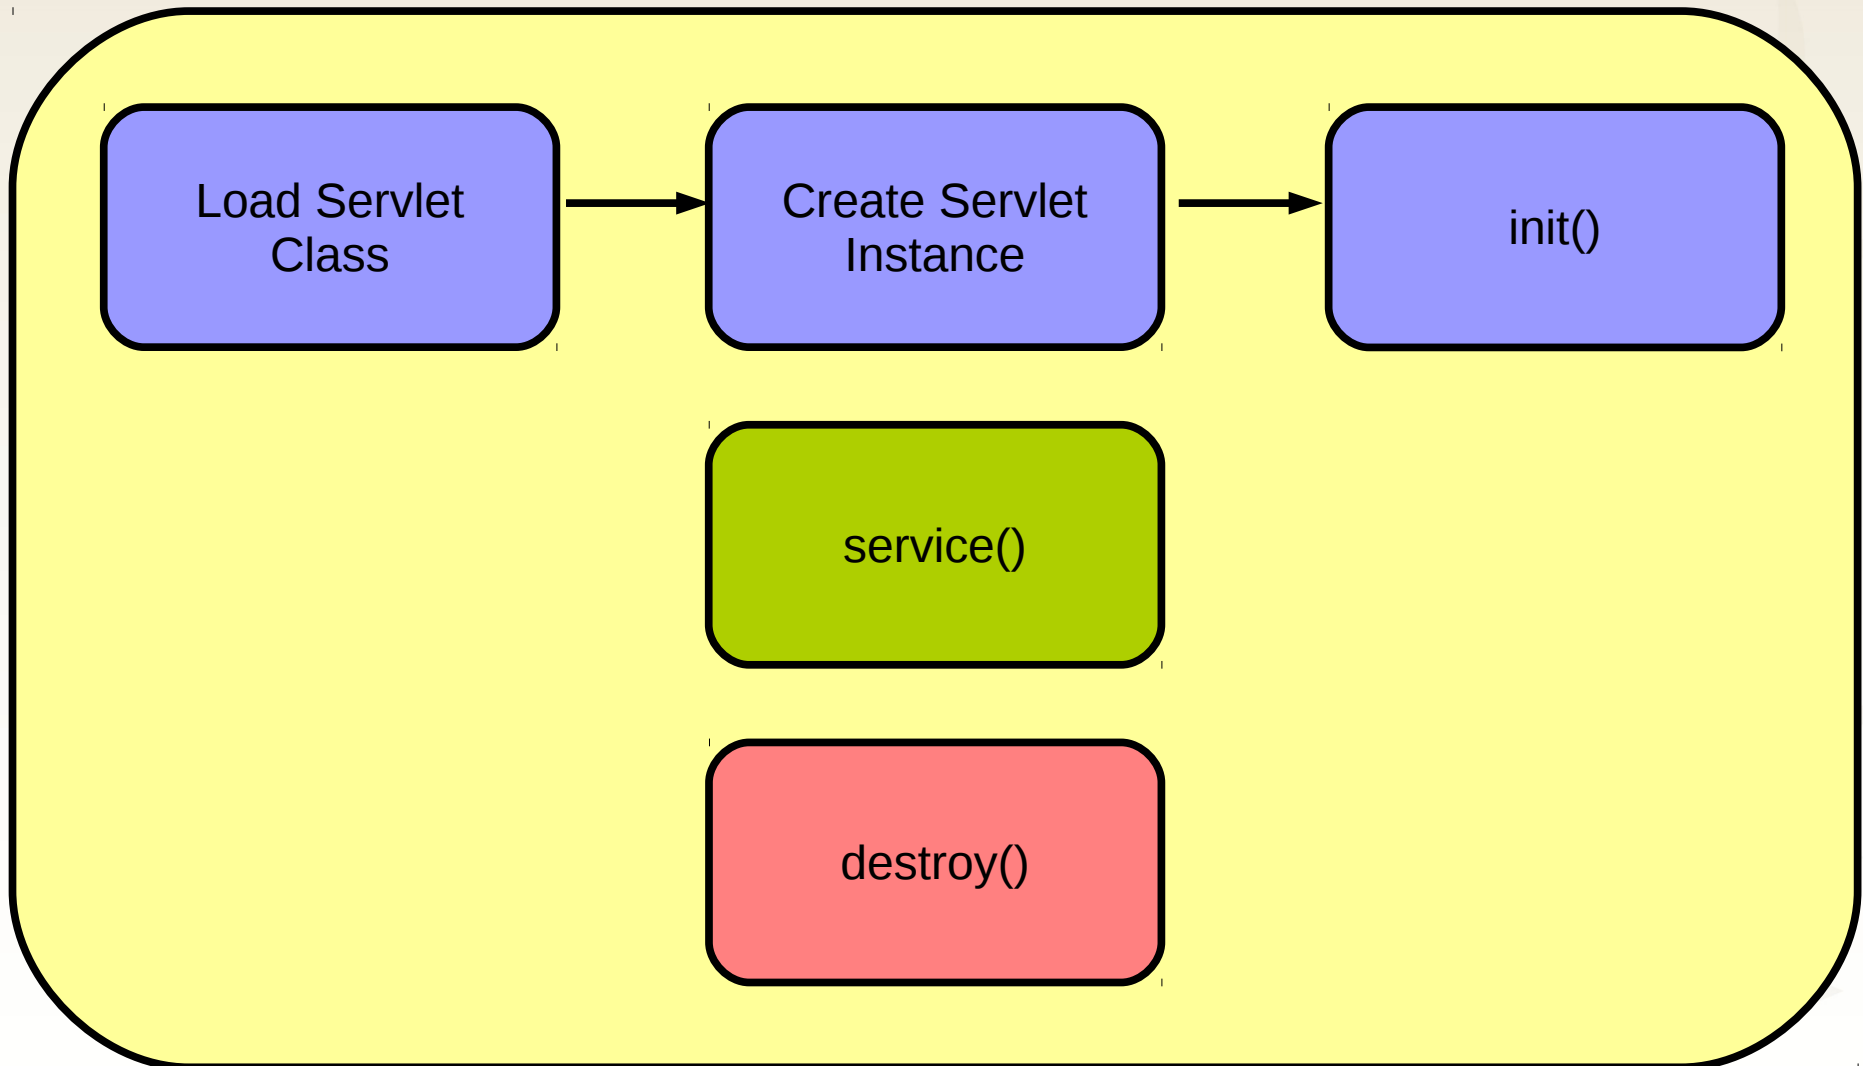 Load Servlet
Class
Create Servlet
Instance
init()
service()
destroy()